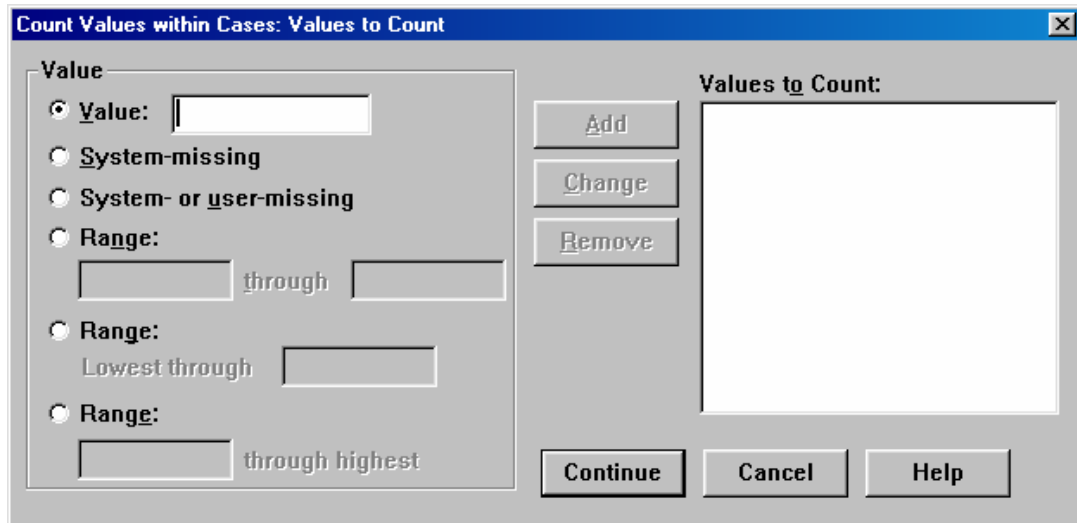 Count Values within Cases: Values to Count
Value
Value:
System-missing
System- or user-missing
Range:
through
Range:
Lowest through
Range:
through highest
Add
Change
Remove
Values to Count:
Continue
Cancel
Help